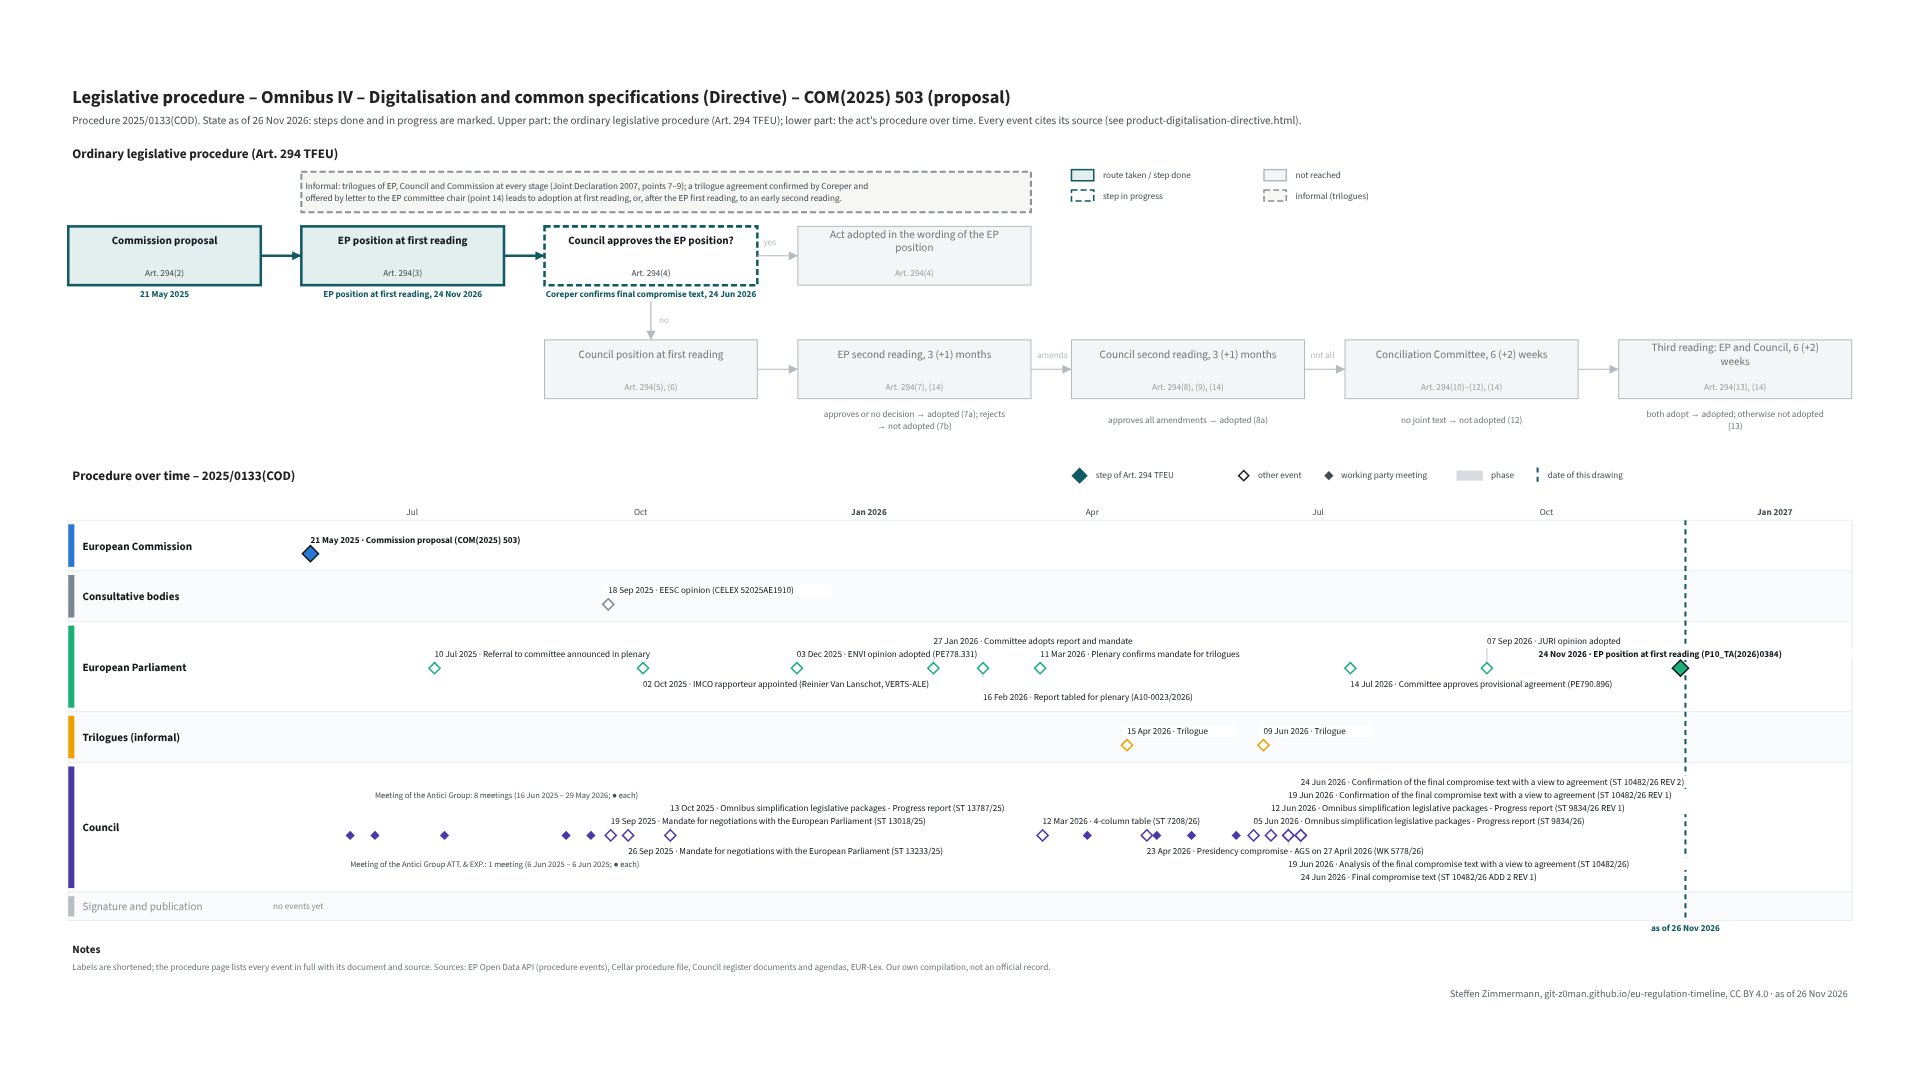 Legislative procedure – Omnibus IV – Digitalisation and common specifications (Directive) – COM(2025) 503 (proposal)
Procedure 2025/0133(COD). State as of 26 Nov 2026: steps done and in progress are marked. Upper part: the ordinary legislative procedure (Art. 294 TFEU); lower part: the act's procedure over time. Every event cites its source (see product-digitalisation-directive.html).
Ordinary legislative procedure (Art. 294 TFEU)
Informal: trilogues of EP, Council and Commission at every stage (Joint Declaration 2007, points 7–9); a trilogue agreement confirmed by Coreper and
offered by letter to the EP committee chair (point 14) leads to adoption at first reading, or, after the EP first reading, to an early second reading.
route taken / step done
not reached
step in progress
informal (trilogues)
Commission proposal
Art. 294(2)
21 May 2025
EP position at first reading
Art. 294(3)
EP position at first reading, 24 Nov 2026
Council approves the EP position?
Art. 294(4)
Coreper confirms final compromise text, 24 Jun 2026
yes
Act adopted in the wording of the EP
position
Art. 294(4)
no
Council position at first reading
Art. 294(5), (6)
EP second reading, 3 (+1) months
Art. 294(7), (14)
approves or no decision → adopted (7a); rejects
→ not adopted (7b)
amends
Council second reading, 3 (+1) months
Art. 294(8), (9), (14)
approves all amendments → adopted (8a)
not all
Conciliation Committee, 6 (+2) weeks
Art. 294(10)–(12), (14)
no joint text → not adopted (12)
Third reading: EP and Council, 6 (+2)
weeks
Art. 294(13), (14)
both adopt → adopted; otherwise not adopted
(13)
Procedure over time – 2025/0133(COD)
step of Art. 294 TFEU
other event
working party meeting
phase
date of this drawing
Jul
Oct
Jan 2026
Apr
Jul
Oct
Jan 2027
European Commission
21 May 2025 · Commission proposal (COM(2025) 503)
Consultative bodies
18 Sep 2025 · EESC opinion (CELEX 52025AE1910)
European Parliament
27 Jan 2026 · Committee adopts report and mandate
07 Sep 2026 · JURI opinion adopted
10 Jul 2025 · Referral to committee announced in plenary
03 Dec 2025 · ENVI opinion adopted (PE778.331)
11 Mar 2026 · Plenary confirms mandate for trilogues
24 Nov 2026 · EP position at first reading (P10_TA(2026)0384)
02 Oct 2025 · IMCO rapporteur appointed (Reinier Van Lanschot, VERTS-ALE)
14 Jul 2026 · Committee approves provisional agreement (PE790.896)
16 Feb 2026 · Report tabled for plenary (A10-0023/2026)
Trilogues (informal)
15 Apr 2026 · Trilogue
09 Jun 2026 · Trilogue
Council
24 Jun 2026 · Confirmation of the final compromise text with a view to agreement (ST 10482/26 REV 2)
Meeting of the Antici Group: 8 meetings (16 Jun 2025 – 29 May 2026; ● each)
19 Jun 2026 · Confirmation of the final compromise text with a view to agreement (ST 10482/26 REV 1)
13 Oct 2025 · Omnibus simplification legislative packages - Progress report (ST 13787/25)
12 Jun 2026 · Omnibus simplification legislative packages - Progress report (ST 9834/26 REV 1)
19 Sep 2025 · Mandate for negotiations with the European Parliament (ST 13018/25)
12 Mar 2026 · 4-column table (ST 7208/26)
05 Jun 2026 · Omnibus simplification legislative packages - Progress report (ST 9834/26)
26 Sep 2025 · Mandate for negotiations with the European Parliament (ST 13233/25)
23 Apr 2026 · Presidency compromise - AGS on 27 April 2026 (WK 5778/26)
Meeting of the Antici Group ATT. & EXP.: 1 meeting (6 Jun 2025 – 6 Jun 2025; ● each)
19 Jun 2026 · Analysis of the final compromise text with a view to agreement (ST 10482/26)
24 Jun 2026 · Final compromise text (ST 10482/26 ADD 2 REV 1)
Signature and publication
no events yet
as of 26 Nov 2026
Notes
Labels are shortened; the procedure page lists every event in full with its document and source. Sources: EP Open Data API (procedure events), Cellar procedure file, Council register documents and agendas, EUR-Lex. Our own compilation, not an official record.
Steffen Zimmermann, git-z0man.github.io/eu-regulation-timeline, CC BY 4.0 · as of 26 Nov 2026